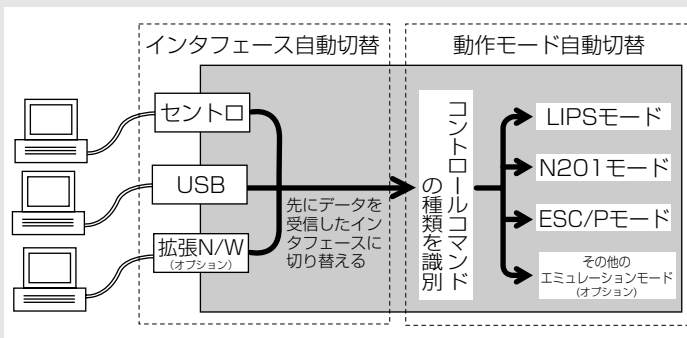 インタフェース自動切替
動作モード自動切替
セントロ
USB
拡張N/W
(オプション)
先にデータを
受信したイン
タフェースに
切り替える
コントロールコマンド
の種類を識別
LIPSモード
N201モード
ESC/Pモード
その他の
エミュレーションモード
(オプション)